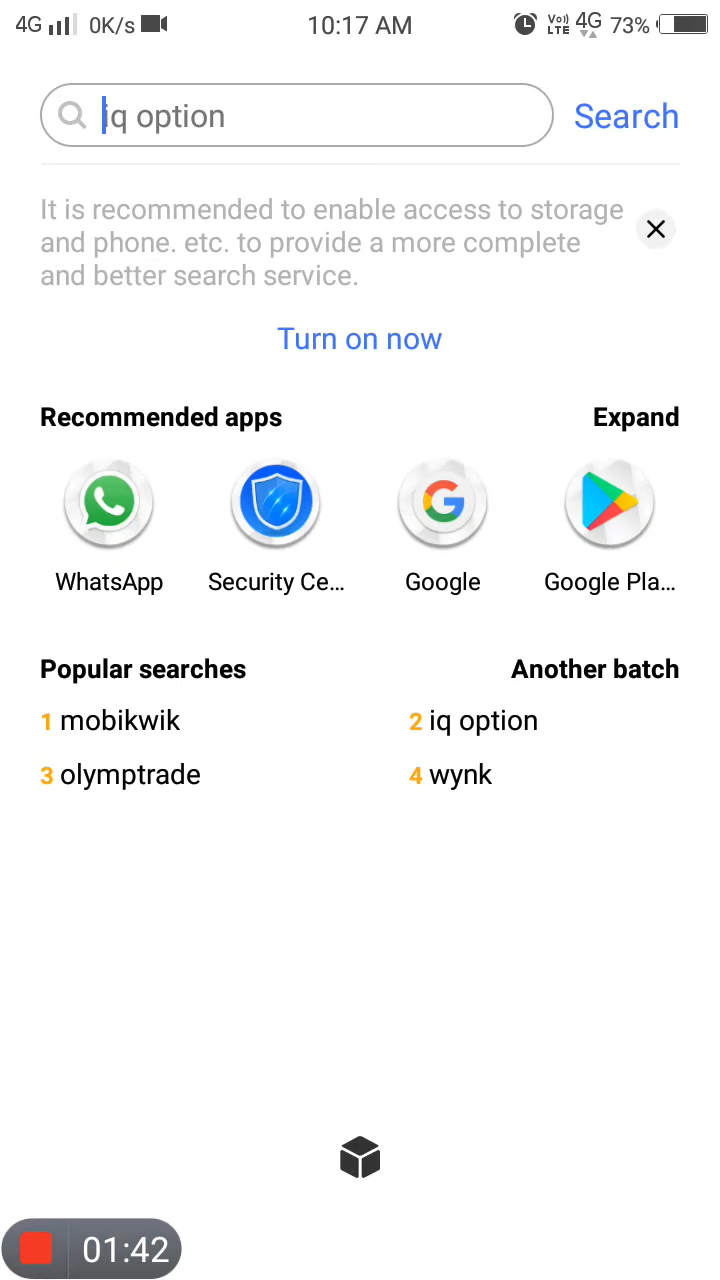 4G 0K/s 10:17 AM Vo) LTE 4G 73%
iq option Search
It is recommended to enable access to storage
and phone. etc. to provide a more complete
and better search service.
Turn on now
Recommended apps Expand
WhatsApp Security Ce... Google Google Pla...
Popular searches Another batch
1 mobikwik 2 iq option
3 olymptrade 4 wynk
01:42